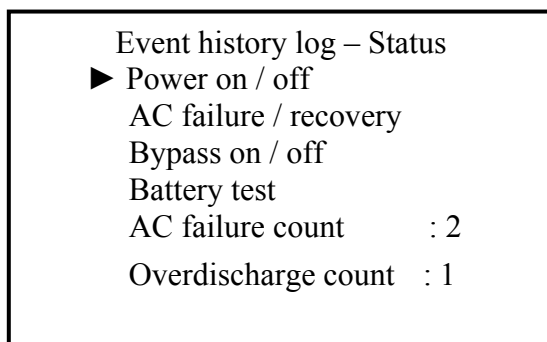 Event history log – Status
► Power on / off
AC failure / recovery
Bypass on / off
Battery test
AC failure count : 2
Overdischarge count : 1